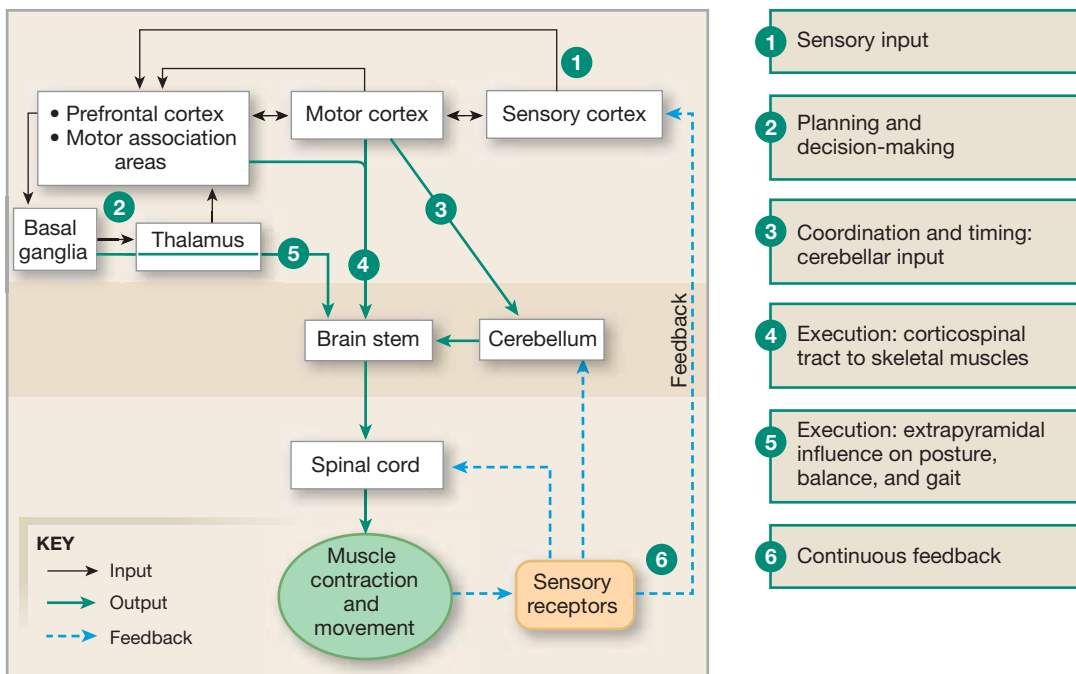 1
• Prefrontal cortex
• Motor association
areas
Motor cortex
Sensory cortex
2
3
Basal
ganglia
Thalamus
5
4
Brain stem
Cerebellum
Feedback
Spinal cord
KEY
Input
Output
Feedback
Muscle
contraction
and
movement
6
Sensory
receptors
1 Sensory input
2 Planning and
decision-making
3 Coordination and timing:
cerebellar input
4 Execution: corticospinal
tract to skeletal muscles
5 Execution: extrapyramidal
influence on posture,
balance, and gait
6 Continuous feedback